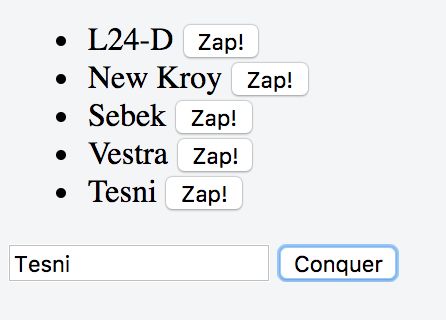 L24-D Zap!
New Kroy Zap!
Sebek Zap!
Vestra Zap!
Tesni Zap!
Tesni Conquer